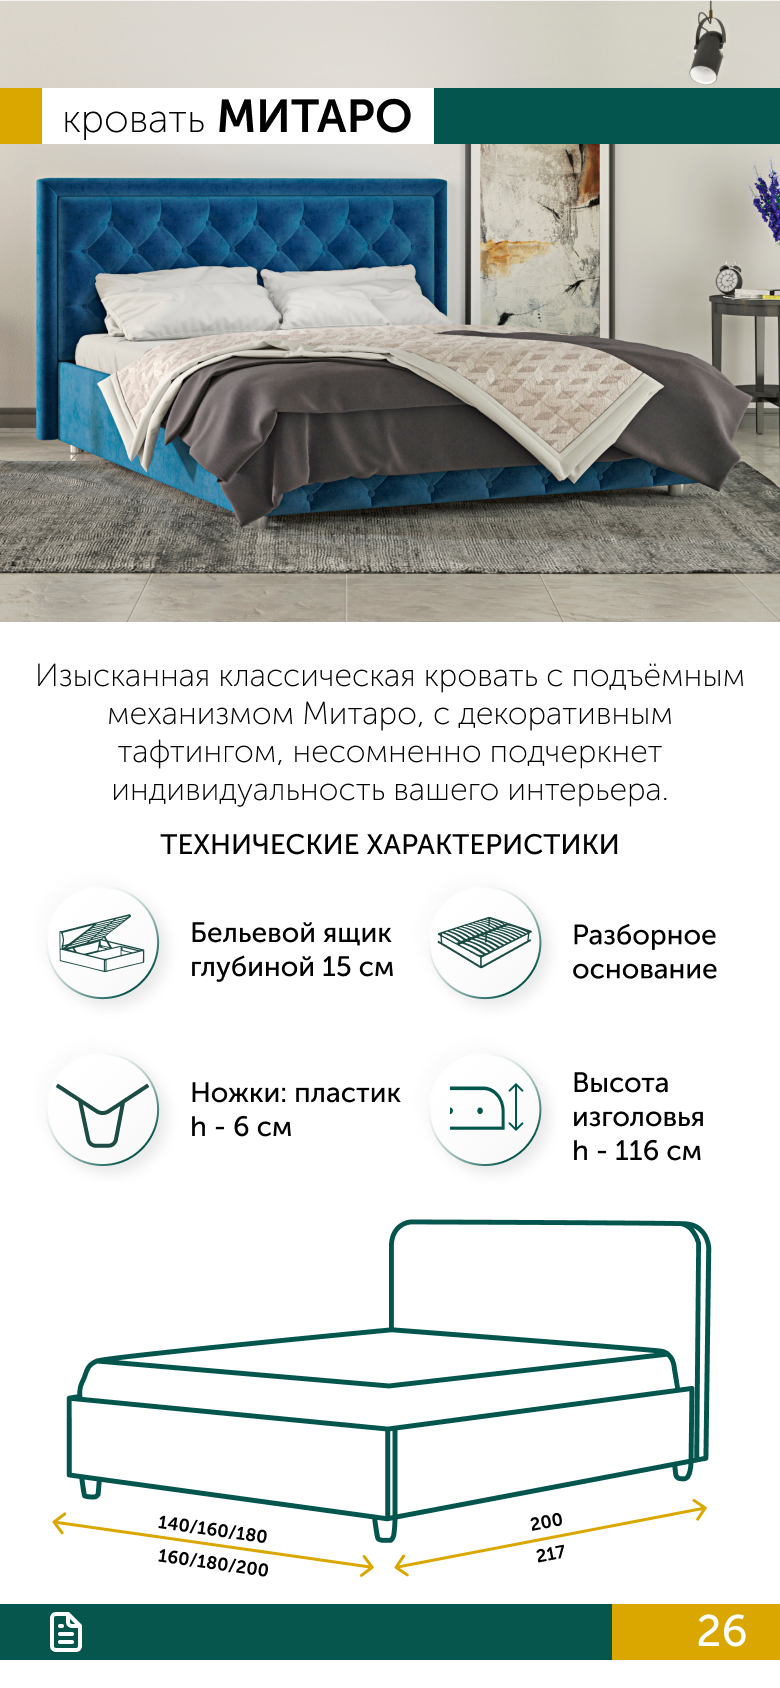 кровать МИТАРО
Изысканная классическая кровать с подъёмным
механизмом Митаро, с декоративным
тафтингом, несомненно подчеркнет
индивидуальность вашего интерьера.
ТЕХНИЧЕСКИЕ ХАРАКТЕРИСТИКИ
Бельевой ящик
глубиной 15 см
Разборное
основание
Ножки: пластик
h - 6 см
Высота
изголовья
h - 116 см
140/160/180
160/180/200
200
217
26